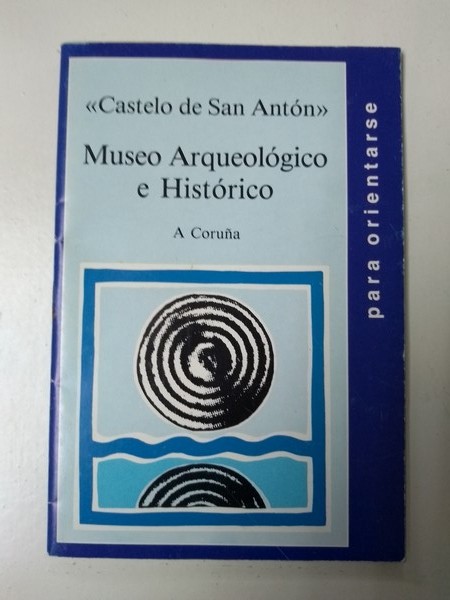 «Castelo de San Antón»
Museo Arqueológico
e Histórico
A Coruña
para orientarse